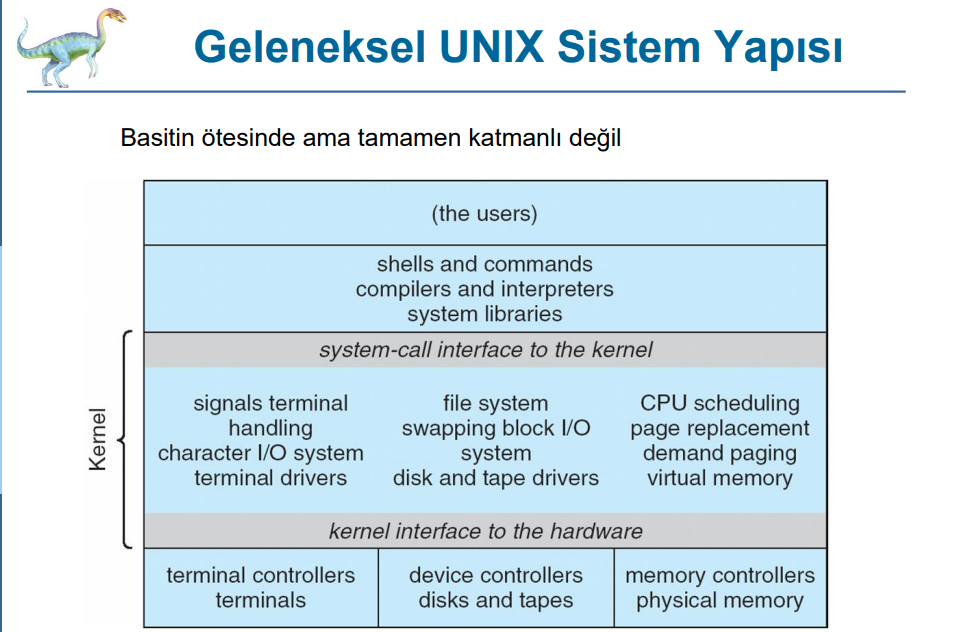 Geleneksel UNIX Sistem Yapısı
Basitin ötesinde ama tamamen katmanlı değil
(the users)
shells and commands
compilers and interpreters
system libraries
system-call interface to the kernel
Kernel
signals terminal
handling
character I/O system
terminal drivers
file system
swapping block I/O
system
disk and tape drivers
CPU scheduling
page replacement
demand paging
virtual memory
kernel interface to the hardware
terminal controllers
terminals
device controllers
disks and tapes
memory controllers
physical memory